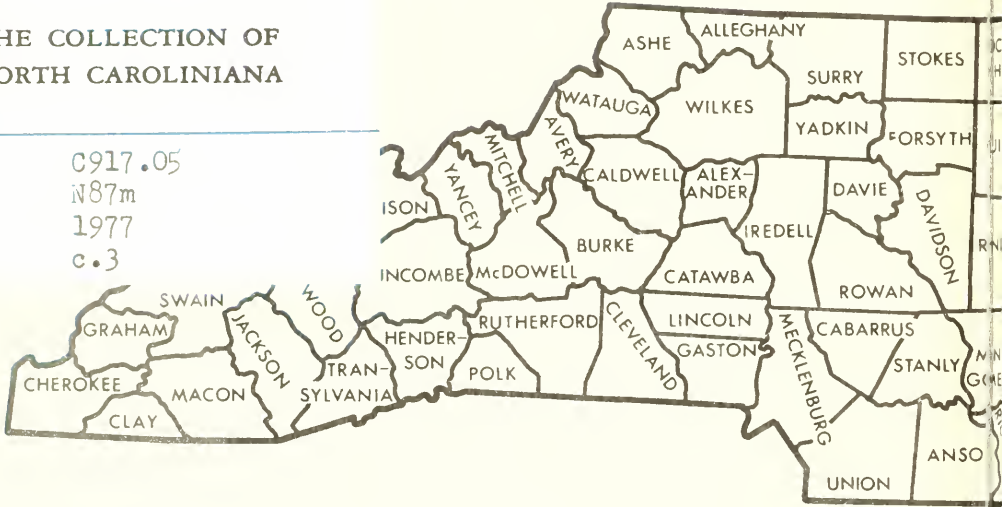 HE COLLECTION OF
ORTH CAROLINIANA
C917.05
N87m
1977
c.3
ASHE
ALLEGHANY
SURRY
STOKES
WATAUGA
WILKES
YADKIN
FORSYTH
AVERY
MITCHELL
YANCEY
CALDWELL
ALEX-
ANDER
DAVIE
DAVIDSON
IREDELL
ISON
BURKE
INCOMBE
McDOWELL
CATAWBA
ROWAN
SWAIN
WOOD
GRAHAM
JACKSON
HENDER-
SON
RUTHERFORD
CLEVELAND
LINCOLN
GASTON
MECKLENBURG
CABARRUS
STANLY
CHEROKEE
MACON
TRAN-
SYLVANIA
POLK
CLAY
UNION
ANSO